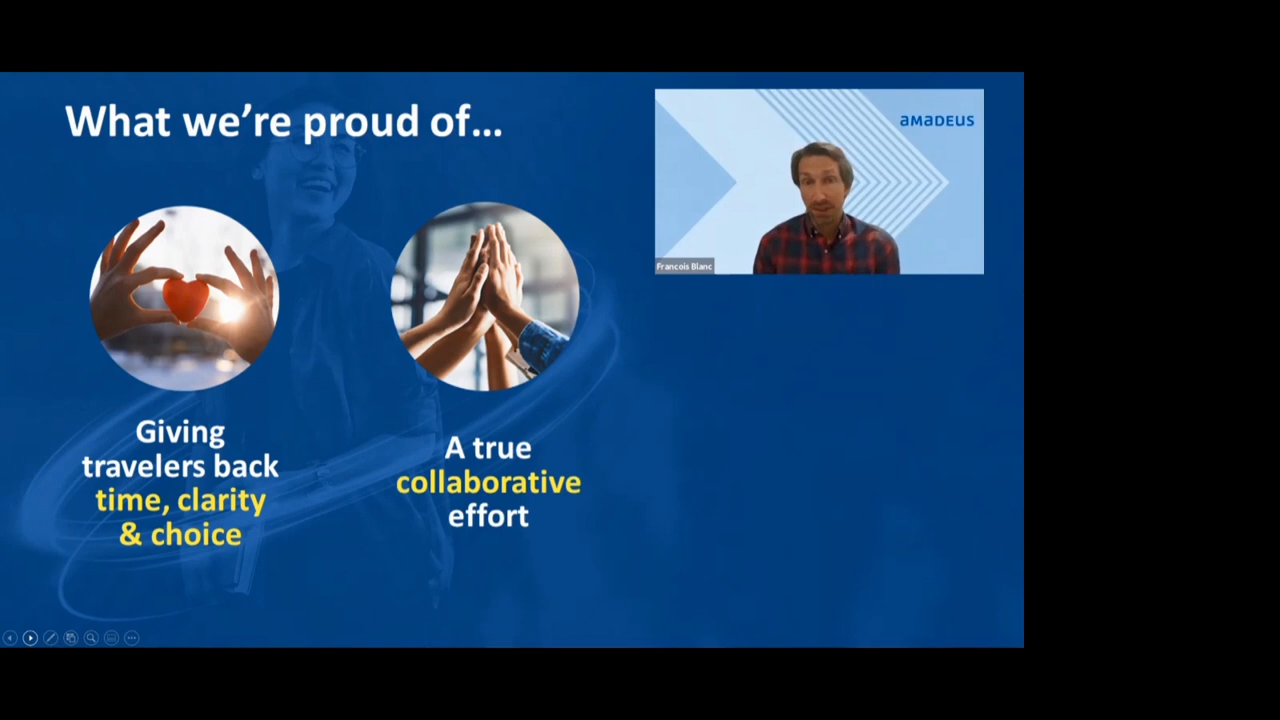 What we're proud of...
amadeus
Francois Blanc
Giving
travelers back
time, clarity
& choice
A true
collaborative
effort